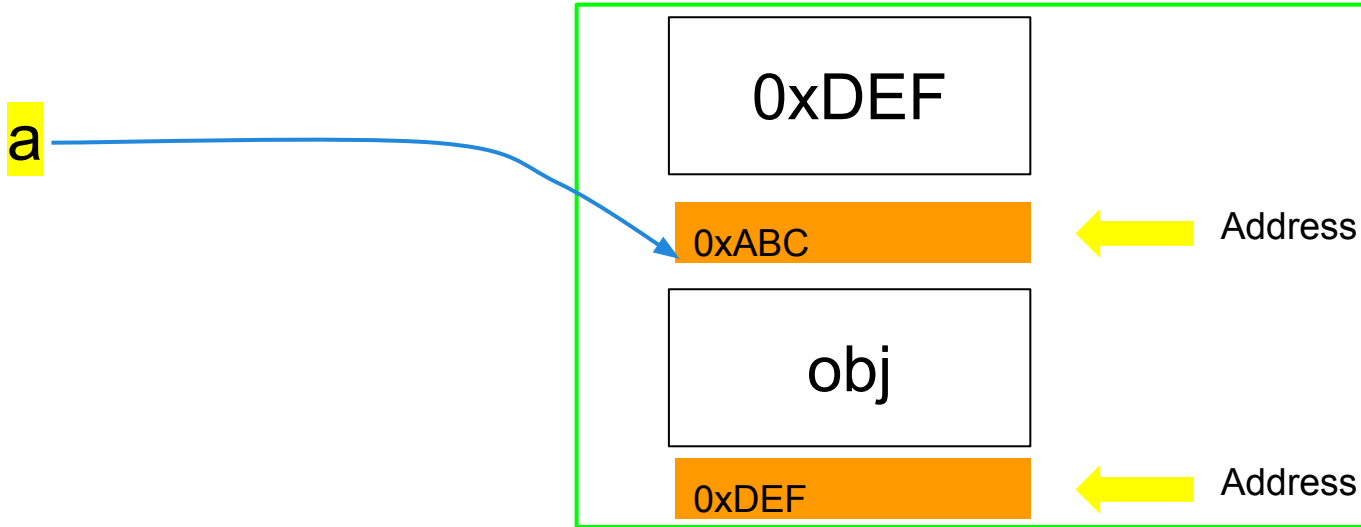 0xDEF
a
0xABC
Address
obj
0xDEF
Address